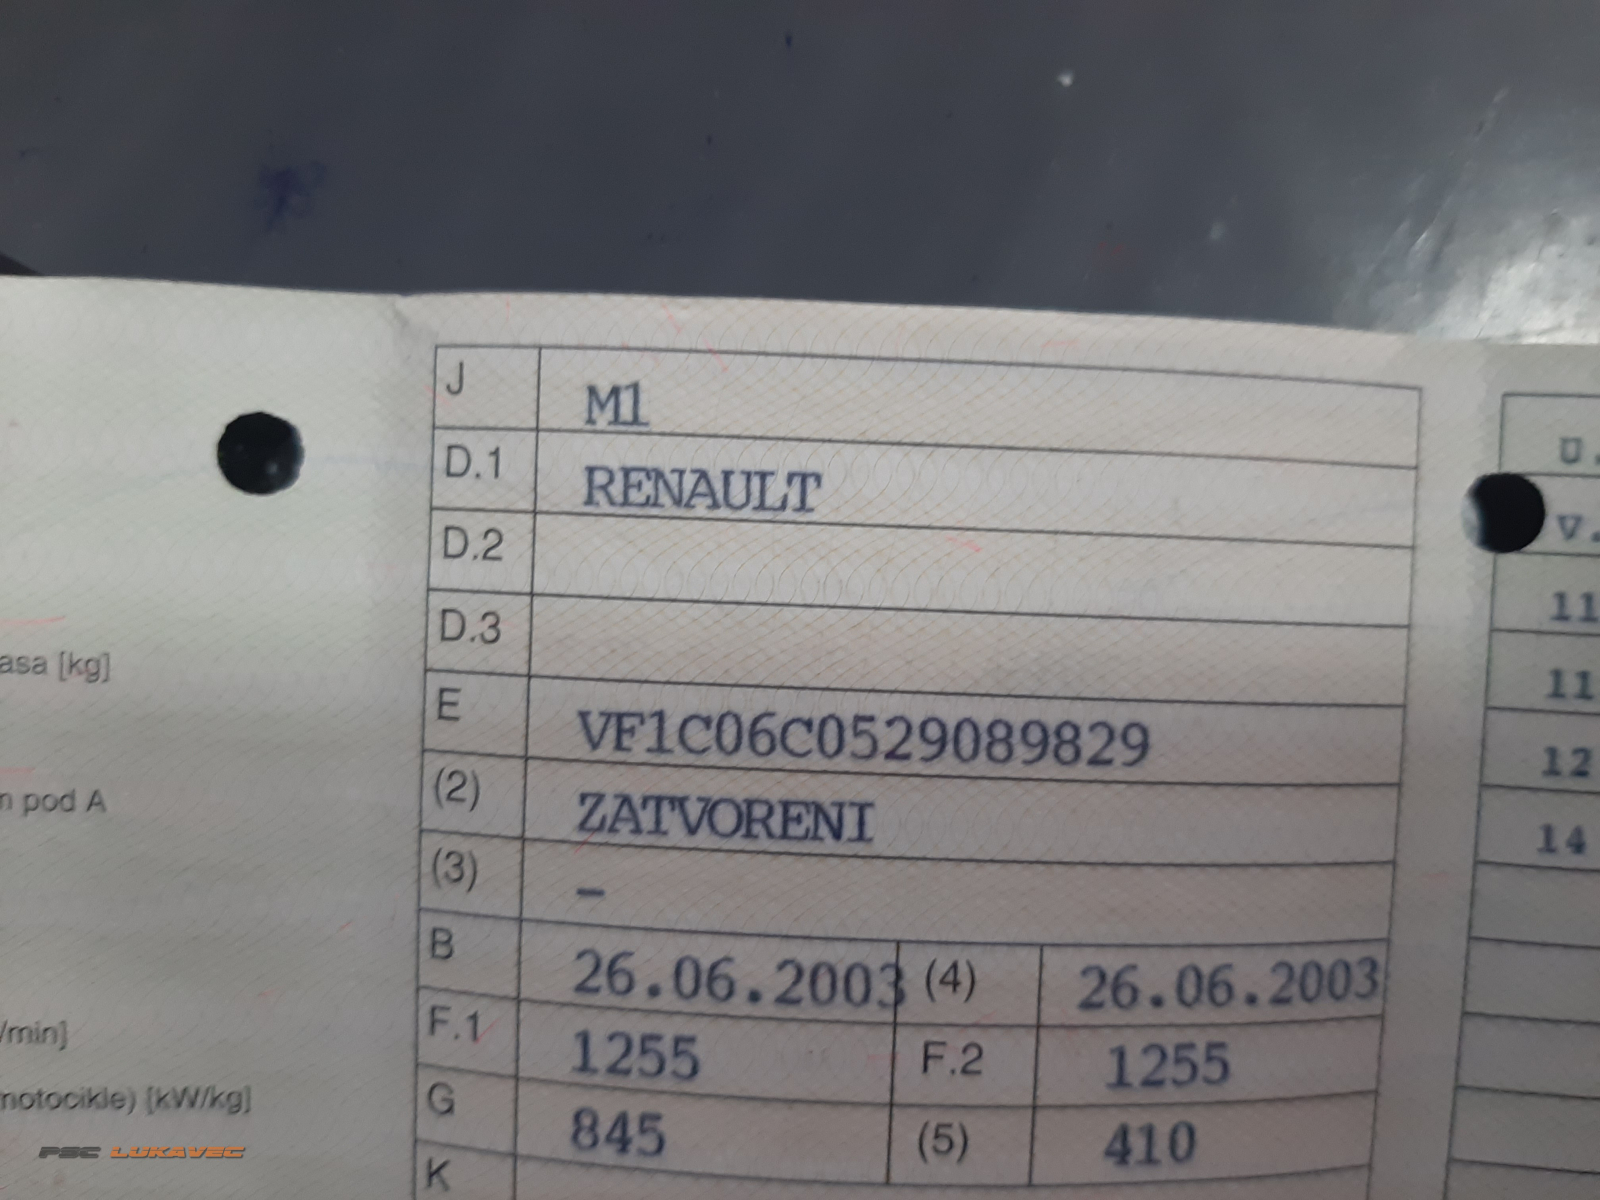 J M1
D.1 RENAULT
D.2
D.3
E VF1C06C0529089829
(2) ZATVORENI
(3) –
B 26.06.2003 (4) 26.06.2003
F.1 1255 F.2 1255
G 845 (5) 410
K
asa [kg]
pod A
/min]
motocikle) [kW/kg]
U.
V.
11
11
12
14
PSC LUKAVEC